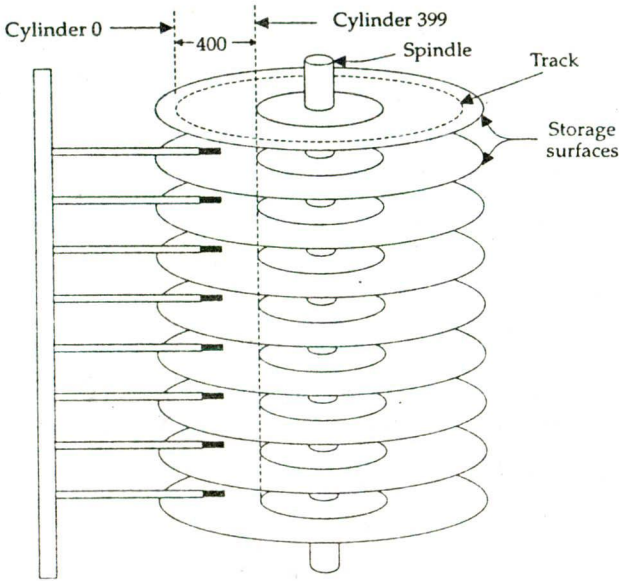 Cylinder 0
Cylinder 399
400
Spindle
Track
Storage
surfaces